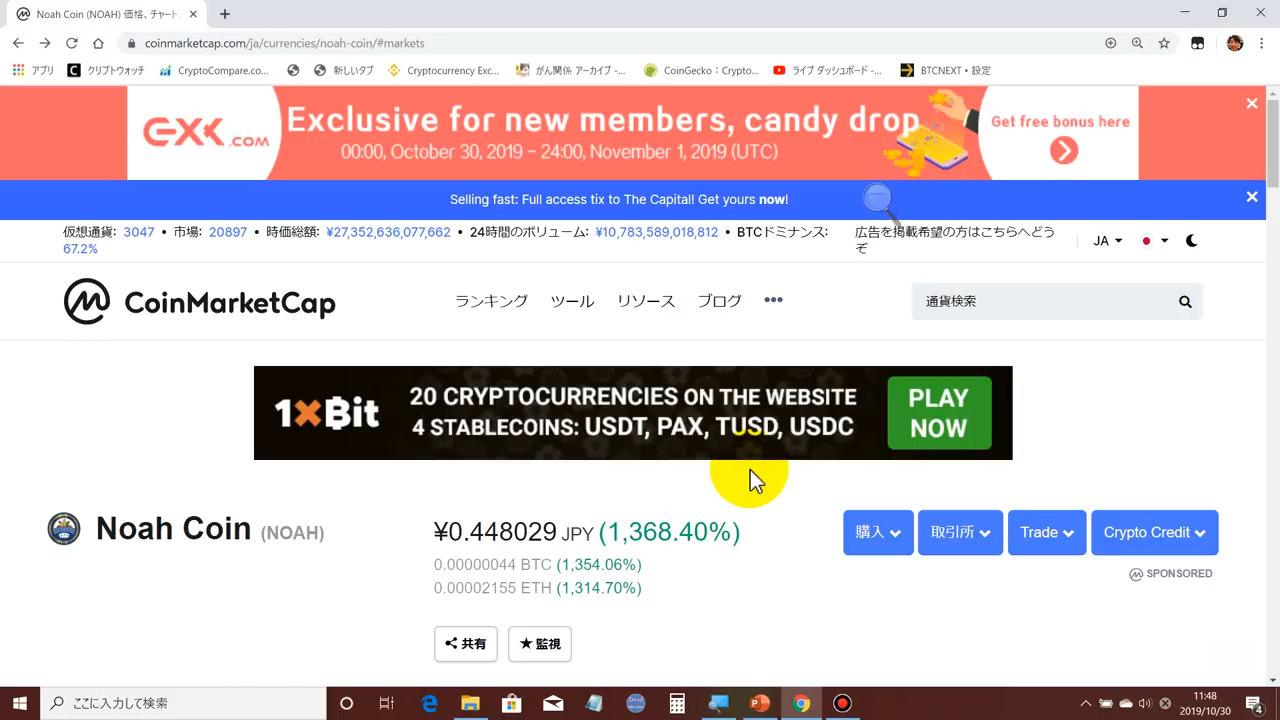 Noah Coin (NOAH) 価格、チャート
coinmarketcap.com/ja/currencies/noah-coin/#markets
アプリ クリプトウォッチ CryptoCompare.co... 新しいタブ Cryptocurrency Exc... がん関係 アーカイブ -... CoinGecko：Crypto... ライブ ダッシュボード -... BTCNEXT・設定
EXK.COM
Exclusive for new members, candy drop
00:00, October 30, 2019 – 24:00, November 1, 2019 (UTC)
Get free bonus here
Selling fast: Full access tix to The Capital! Get yours now!
仮想通貨: 3047 • 市場: 20897 • 時価総額: ¥27,352,636,077,662 • 24時間のボリューム: ¥10,783,589,018,812 • BTCドミナンス:
67.2%
広告を掲載希望の方はこちらへどう
ぞ
JA
CoinMarketCap
ランキング ツール リソース ブログ •••
通貨検索
1XBit
20 CRYPTOCURRENCIES ON THE WEBSITE
4 STABLECOINS: USDT, PAX, TUSD, USDC
PLAY
NOW
Noah Coin (NOAH)
¥0.448029 JPY (1,368.40%)
0.00000044 BTC (1,354.06%)
0.00002155 ETH (1,314.70%)
購入 取引所 Trade Crypto Credit
SPONSORED
共有 監視
ここに入力して検索
11:48
2019/10/30
4